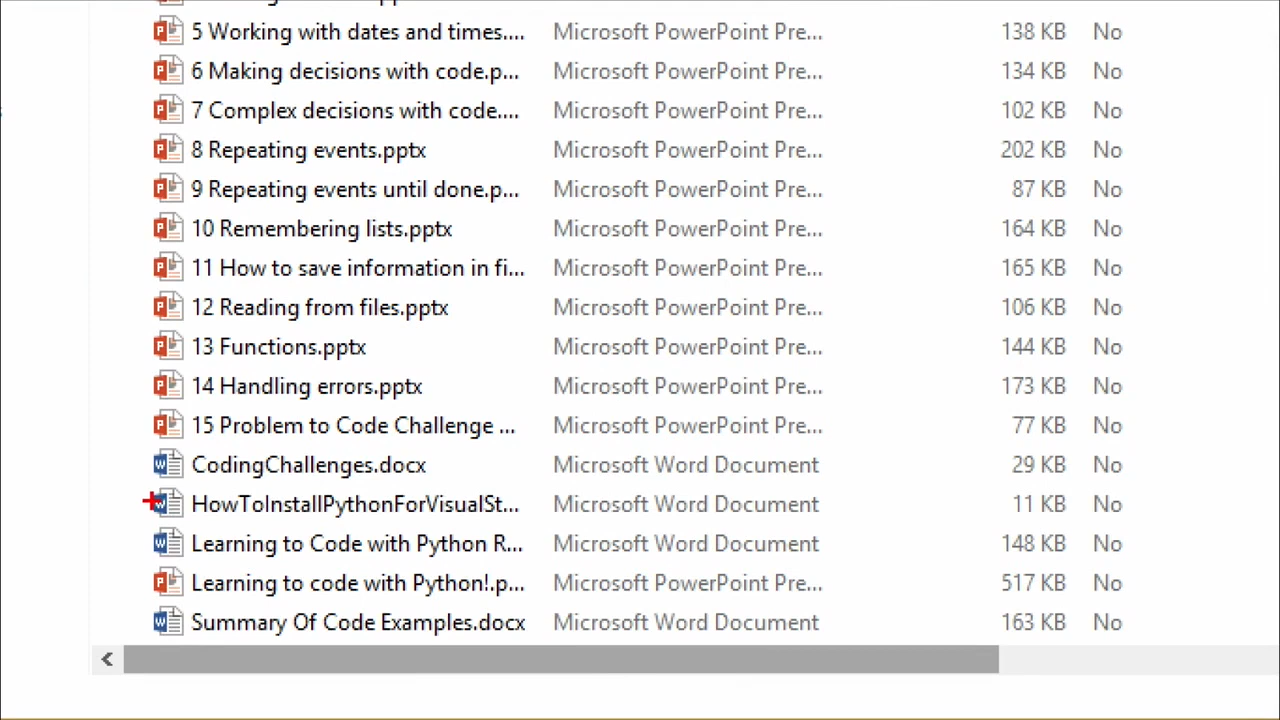 5 Working with dates and times.... Microsoft PowerPoint Pre... 138 KB No
6 Making decisions with code.p... Microsoft PowerPoint Pre... 134 KB No
7 Complex decisions with code.... Microsoft PowerPoint Pre... 102 KB No
8 Repeating events.pptx Microsoft PowerPoint Pre... 202 KB No
9 Repeating events until done.p... Microsoft PowerPoint Pre... 87 KB No
10 Remembering lists.pptx Microsoft PowerPoint Pre... 164 KB No
11 How to save information in fi... Microsoft PowerPoint Pre... 165 KB No
12 Reading from files.pptx Microsoft PowerPoint Pre... 106 KB No
13 Functions.pptx Microsoft PowerPoint Pre... 144 KB No
14 Handling errors.pptx Microsoft PowerPoint Pre... 173 KB No
15 Problem to Code Challenge ... Microsoft PowerPoint Pre... 77 KB No
CodingChallenges.docx Microsoft Word Document 29 KB No
HowToInstallPythonForVisualSt... Microsoft Word Document 11 KB No
Learning to Code with Python R... Microsoft Word Document 148 KB No
Learning to code with Python!.p... Microsoft PowerPoint Pre... 517 KB No
Summary Of Code Examples.docx Microsoft Word Document 163 KB No